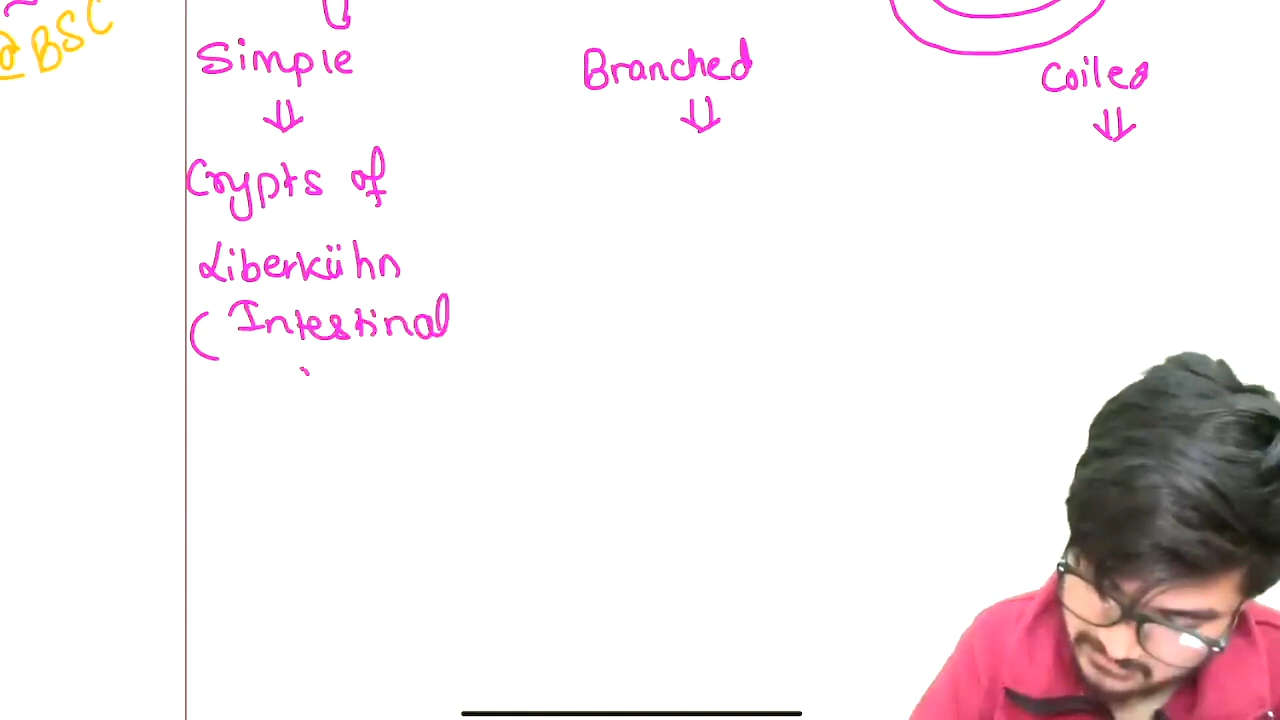 @BSC
Simple Branched Coiled
Crypts of
Liberkühn
(Intestinal